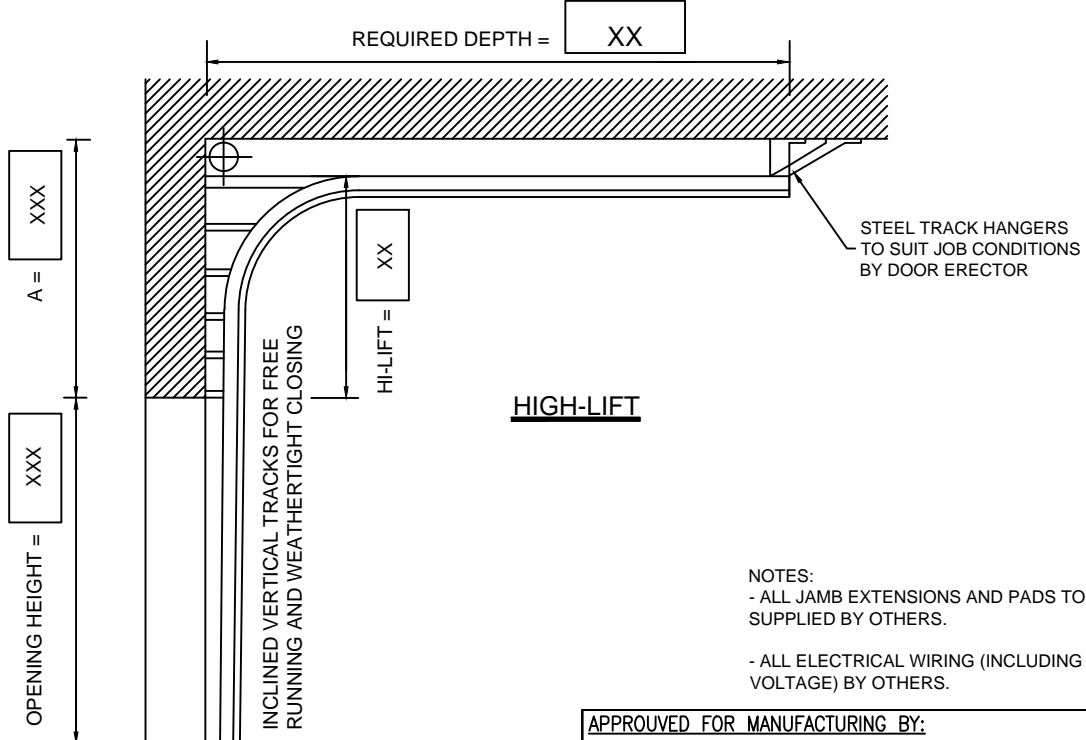 REQUIRED DEPTH =
XX
XXX
A =
XX
HI-LIFT =
STEEL TRACK HANGERS
TO SUIT JOB CONDITIONS
BY DOOR ERECTOR
INCLINED VERTICAL TRACKS FOR FREE
RUNNING AND WEATHERTIGHT CLOSING
HIGH-LIFT
XXX
OPENING HEIGHT =
NOTES:
- ALL JAMB EXTENSIONS AND PADS TO
SUPPLIED BY OTHERS.
- ALL ELECTRICAL WIRING (INCLUDING
VOLTAGE) BY OTHERS.
APPROUVED FOR MANUFACTURING BY: